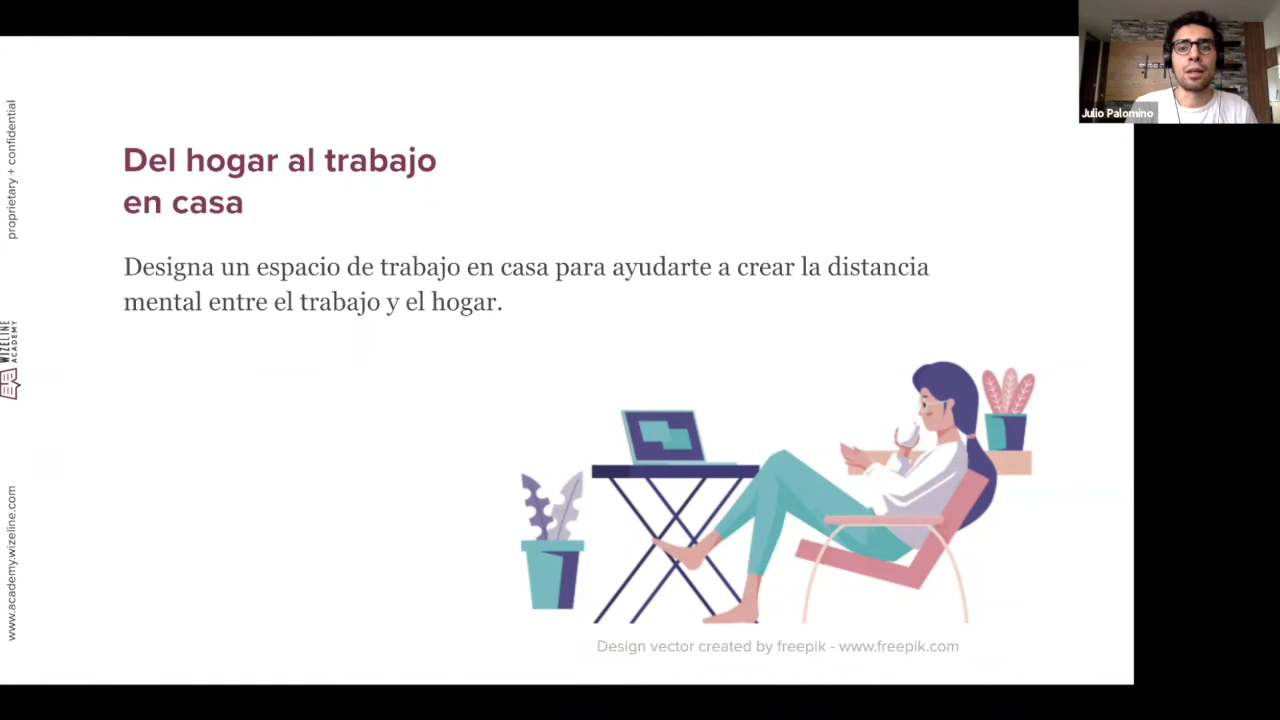 Julio Palomino
proprietary + confidential
Del hogar al trabajo
en casa
Designa un espacio de trabajo en casa para ayudarte a crear la distancia
mental entre el trabajo y el hogar.
WIZELINE
ACADEMY
www.academy.wizeline.com
Design vector created by freepik - www.freepik.com